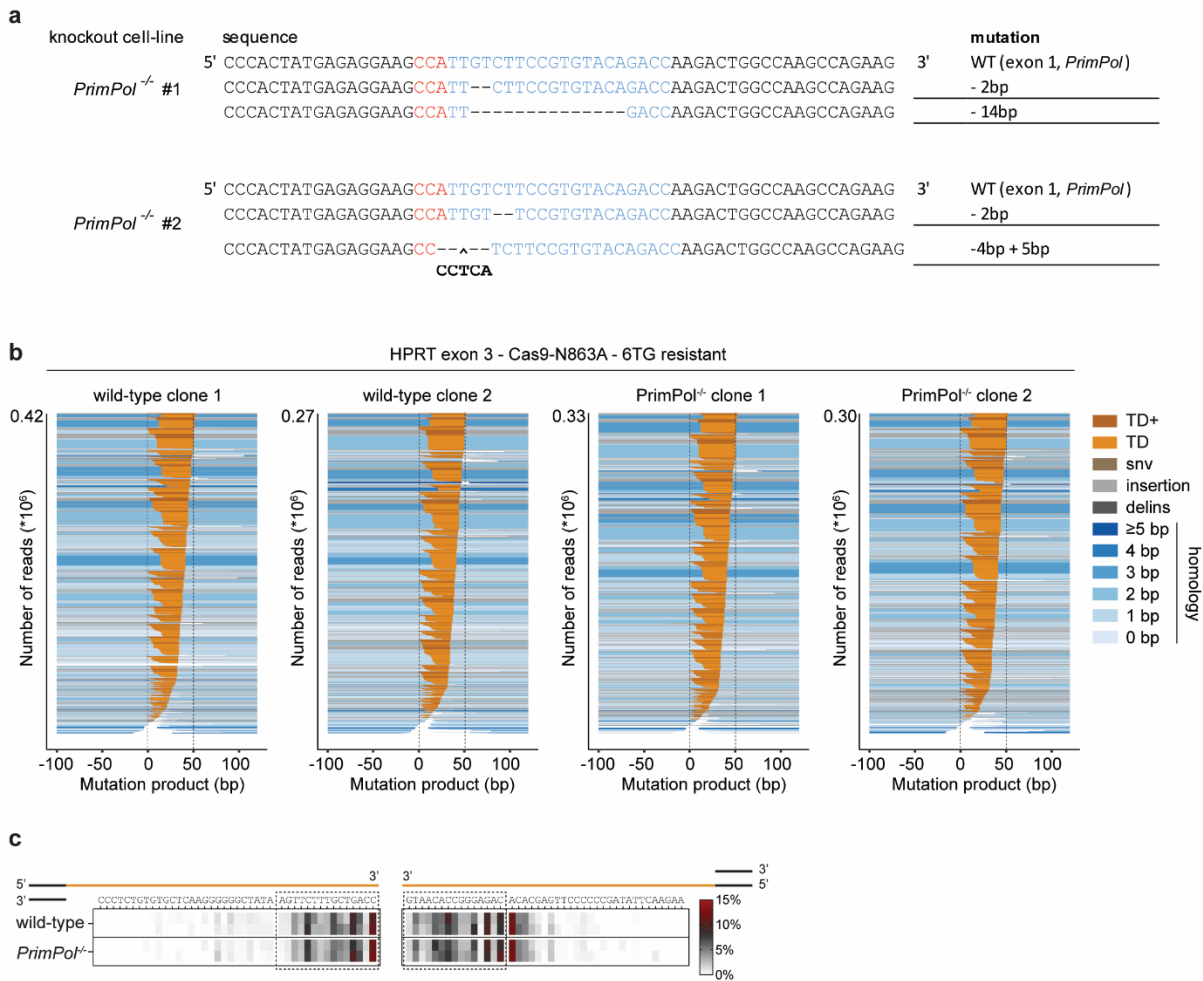 a
knockout cell-line sequence mutation
5' CCCACTATGAGAGGAAGCCATTGTCTTCCGTGTACAGACCAAGACTGGCCAAGCCAGAAG 3' WT (exon 1, PrimPol)
PrimPol -/- #1 CCCACTATGAGAGGAAGCCATT--CTTCCGTGTACAGACCAAGACTGGCCAAGCCAGAAG - 2bp
CCCACTATGAGAGGAAGCCATT--------------GACCAAGACTGGCCAAGCCAGAAG - 14bp
5' CCCACTATGAGAGGAAGCCATTGTCTTCCGTGTACAGACCAAGACTGGCCAAGCCAGAAG 3' WT (exon 1, PrimPol)
PrimPol -/- #2 CCCACTATGAGAGGAAGCCATTGT--TCCGTGTACAGACCAAGACTGGCCAAGCCAGAAG - 2bp
CCCACTATGAGAGGAAGCC--^--TCTTCCGTGTACAGACCAAGACTGGCCAAGCCAGAAG -4bp + 5bp
CCTCA
b
HPRT exon 3 - Cas9-N863A - 6TG resistant
wild-type clone 1 wild-type clone 2 PrimPol-/- clone 1 PrimPol-/- clone 2
0.42 0.27 0.33 0.30
Number of reads (*10⁶) Number of reads (*10⁶) Number of reads (*10⁶) Number of reads (*10⁶)
-100 -50 0 50 100 -100 -50 0 50 100 -100 -50 0 50 100 -100 -50 0 50 100
Mutation product (bp) Mutation product (bp) Mutation product (bp) Mutation product (bp)
TD+
TD
snv
insertion
delins
≥5 bp
4 bp
3 bp
2 bp
1 bp
0 bp
homology
c
5' 3' 3' 3'
5'
3' CCCTCTGTGTGCTCAAGGGGGGCTATA AGTTCTTTGCTGACC GTAACACCGGGAGAC ACACGAGTTCCCCCCGATATTCAAGAA
wild-type
PrimPol-/-
15%
10%
5%
0%